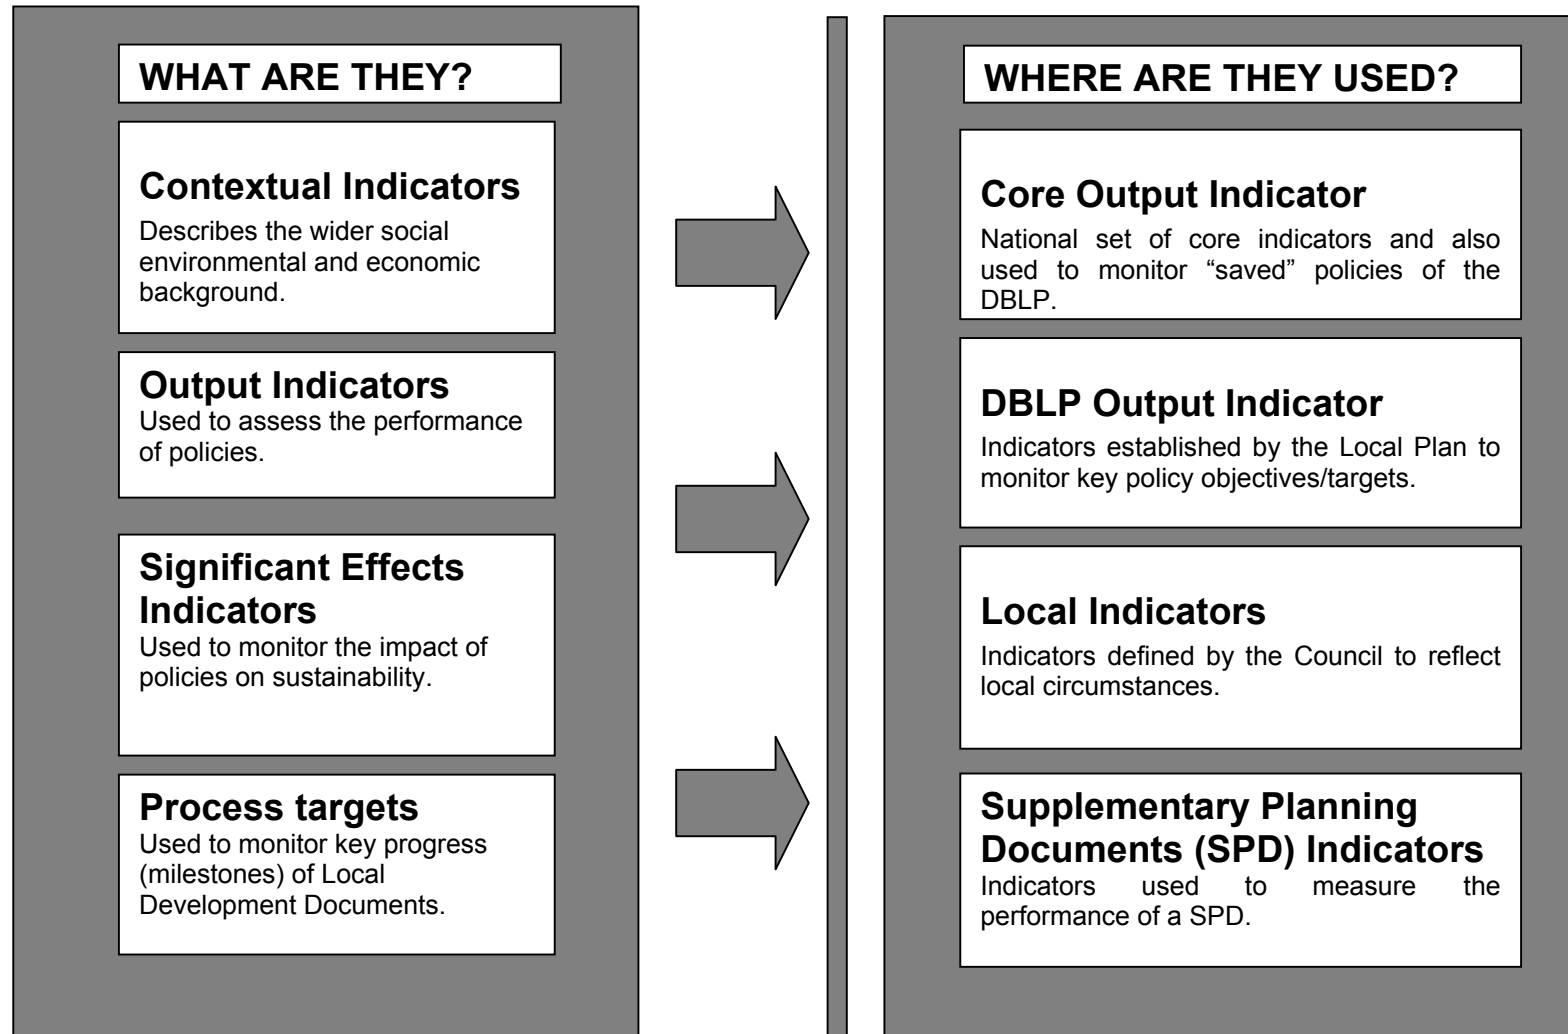 WHAT ARE THEY?
Contextual Indicators
Describes the wider social
environmental and economic
background.
Output Indicators
Used to assess the performance
of policies.
Significant Effects
Indicators
Used to monitor the impact of
policies on sustainability.
Process targets
Used to monitor key progress
(milestones) of Local
Development Documents.
WHERE ARE THEY USED?
Core Output Indicator
National set of core indicators and also
used to monitor “saved” policies of the
DBLP.
DBLP Output Indicator
Indicators established by the Local Plan to
monitor key policy objectives/targets.
Local Indicators
Indicators defined by the Council to reflect
local circumstances.
Supplementary Planning
Documents (SPD) Indicators
Indicators used to measure the
performance of a SPD.